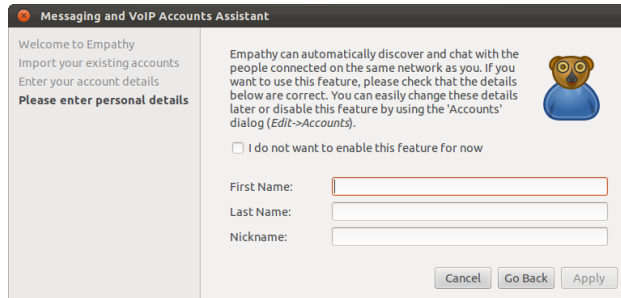 Messaging and VoIP Accounts Assistant
Welcome to Empathy
Import your existing accounts
Enter your account details
Please enter personal details
Empathy can automatically discover and chat with the
people connected on the same network as you. If you
want to use this feature, please check that the details
below are correct. You can easily change these details
later or disable this feature by using the 'Accounts'
dialog (Edit->Accounts).
I do not want to enable this feature for now
First Name:
Last Name:
Nickname:
Cancel Go Back Apply